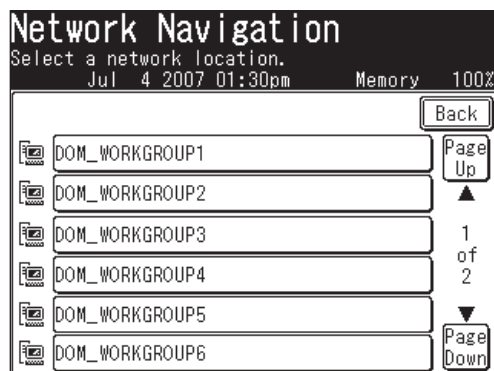 Network Navigation
Select a network location.
Jul 4 2007 01:30pm Memory 100%
Back
DOM_WORKGROUP1
DOM_WORKGROUP2
DOM_WORKGROUP3
DOM_WORKGROUP4
DOM_WORKGROUP5
DOM_WORKGROUP6
Page
Up
1
of
2
Page
Down